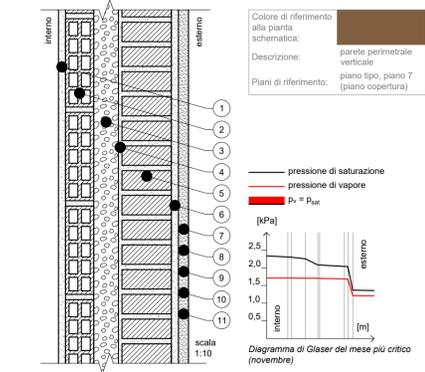 interno
esterno
1
2
3
4
5
6
7
8
9
10
11
scala
1:10
Colore di riferimento
alla pianta
schematica:
Descrizione:
parete perimetrale
verticale
Piani di riferimento:
piano tipo, piano 7
(piano copertura)
pressione di saturazione
pressione di vapore
pv = psat
[kPa]
2,5
2,0
1,5
1,0
0,5
interno
esterno
[m]
Diagramma di Glaser del mese più critico
(novembre)